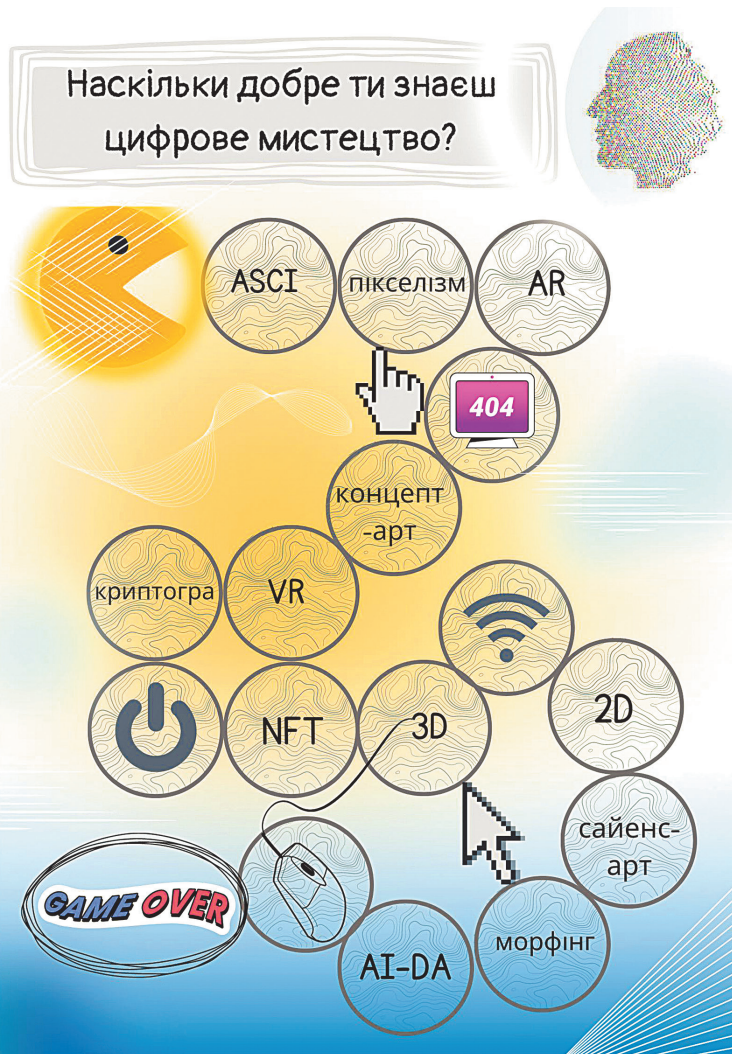 Наскільки добре ти знаєш
цифрове мистецтво?
ASCI
пікселізм
AR
404
концепт
-арт
криптогра
VR
NFT
3D
2D
сайенс-
арт
морфінг
AI-DA
GAME OVER